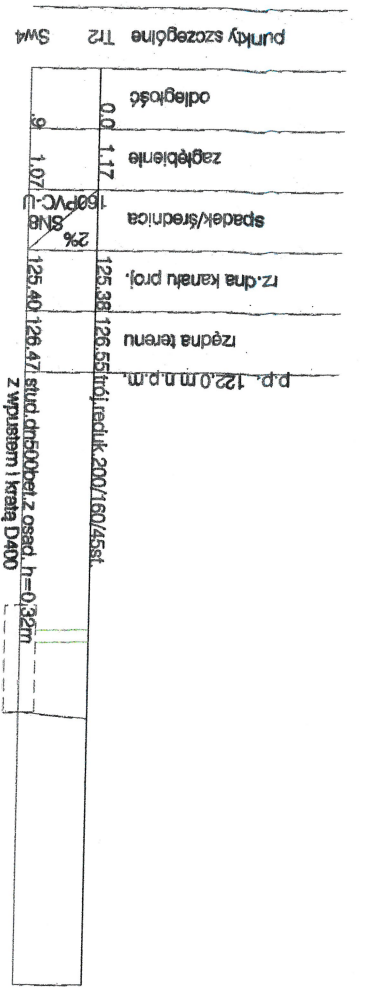 p.p. 122.0 m n.p.m.
rzędna terenu
126.55
126.47
rz.dna kanału proj.
125.38
125.40
spadek/średnica
2%
160PVC-U
SN8
zagłębienie
1.17
1.07
odległość
0.0
.9
punkty szczególne
Tr2
Sw4
trój.reduk.200/160/45st.
stud.dn500bet.z osad. h=0,32m
z wpustem i kratą D400